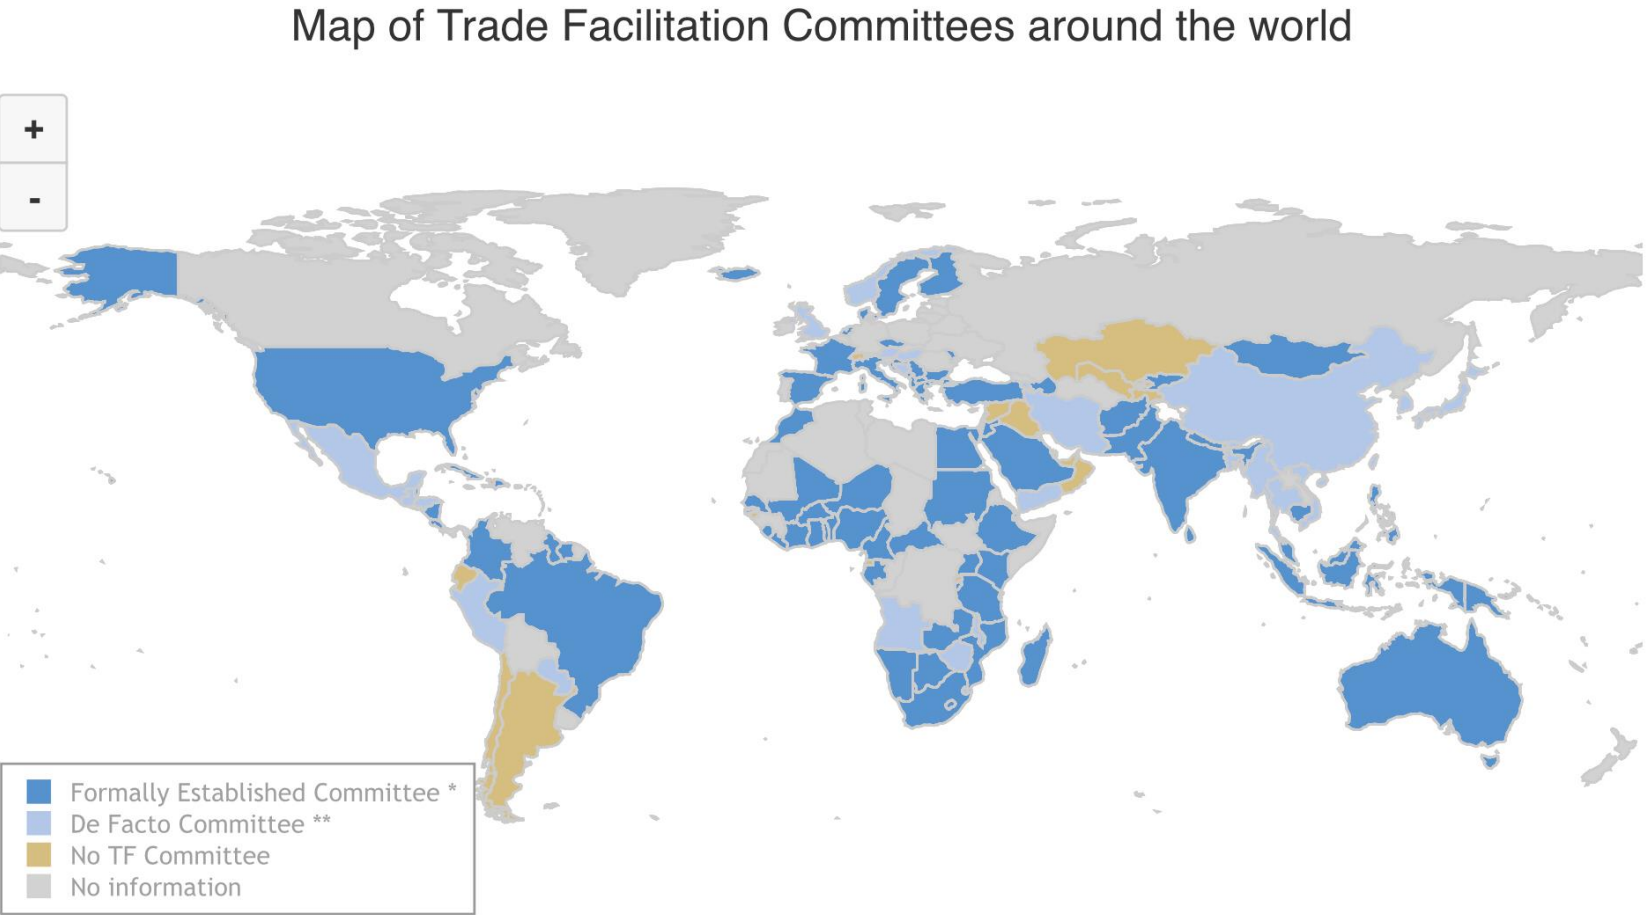 Map of Trade Facilitation Committees around the world
+
-
Formally Established Committee *
De Facto Committee **
No TF Committee
No information